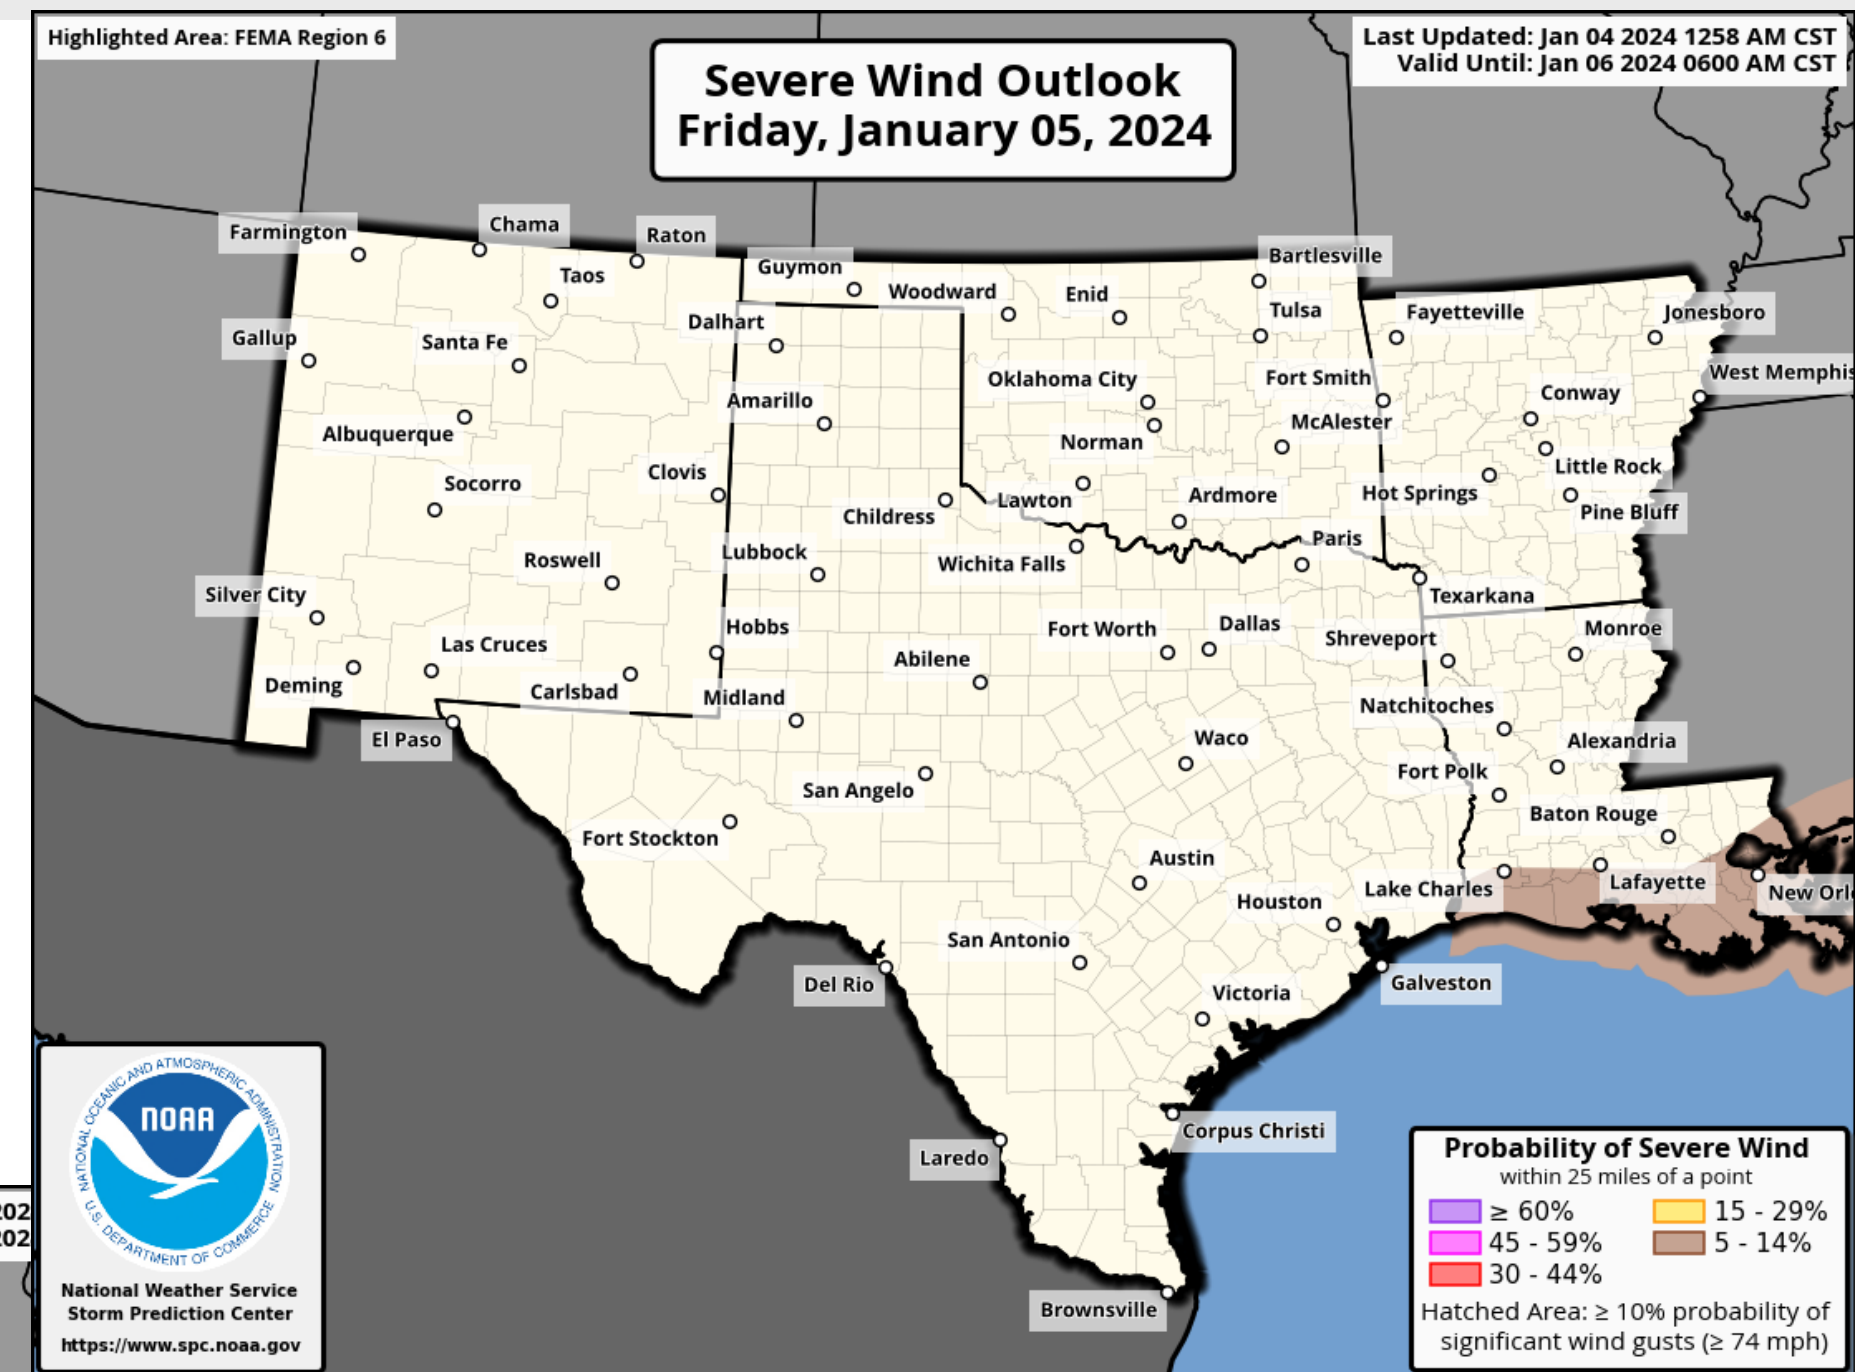 Highlighted Area: FEMA Region 6
Severe Wind Outlook
Friday, January 05, 2024
Last Updated: Jan 04 2024 1258 AM CST
Valid Until: Jan 06 2024 0600 AM CST
Farmington
Chama
Raton
Taos
Guymon
Woodward
Enid
Bartlesville
Tulsa
Fayetteville
Jonesboro
Gallup
Santa Fe
Dalhart
Oklahoma City
Fort Smith
West Memphis
Conway
Amarillo
Albuquerque
Norman
McAlester
Little Rock
Socorro
Clovis
Childress
Lawton
Ardmore
Hot Springs
Pine Bluff
Roswell
Lubbock
Wichita Falls
Paris
Silver City
Texarkana
Las Cruces
Hobbs
Fort Worth
Dallas
Shreveport
Monroe
Abilene
Deming
Carlsbad
Midland
Natchitoches
El Paso
Waco
Alexandria
San Angelo
Fort Polk
Fort Stockton
Baton Rouge
Austin
Lake Charles
Lafayette
New Orl
Houston
San Antonio
Del Rio
Victoria
Galveston
Corpus Christi
Laredo
Brownsville
202
202
NATIONAL OCEANIC AND ATMOSPHERIC ADMINISTRATION
NOAA
U.S. DEPARTMENT OF COMMERCE
National Weather Service
Storm Prediction Center
https://www.spc.noaa.gov
Probability of Severe Wind
within 25 miles of a point
≥ 60% 15 - 29%
45 - 59% 5 - 14%
30 - 44%
Hatched Area: ≥ 10% probability of
significant wind gusts (≥ 74 mph)